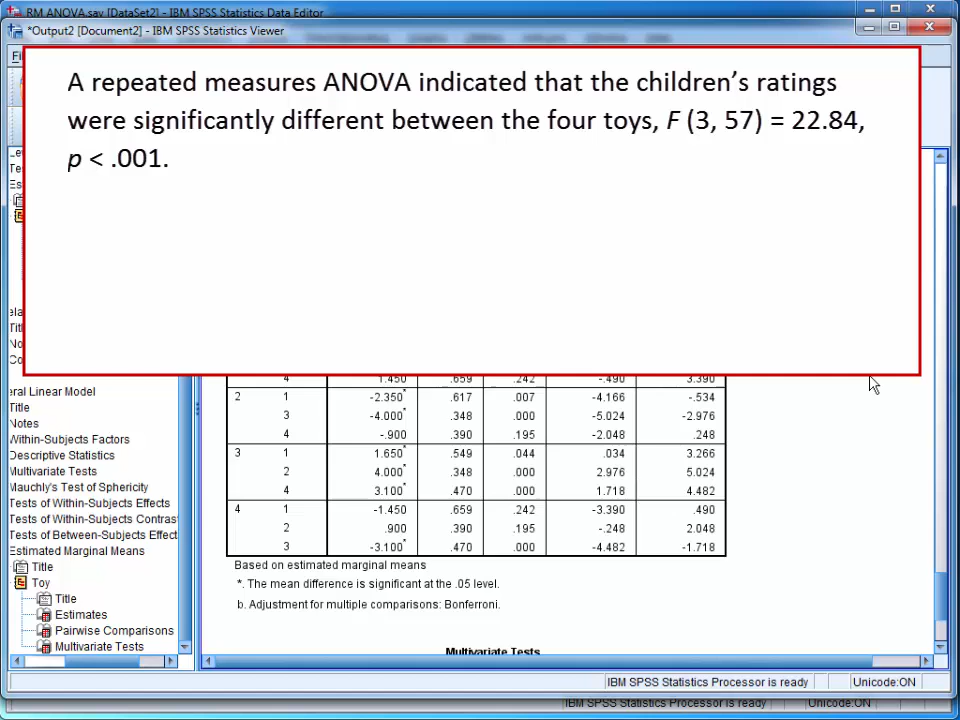 RM ANOVA.sav [DataSet2] - IBM SPSS Statistics Data Editor
*Output2 [Document2] - IBM SPSS Statistics Viewer
A repeated measures ANOVA indicated that the children's ratings
were significantly different between the four toys, F (3, 57) = 22.84,
p < .001.
4 1.450 .659 .242 -.490 3.390
2 1 -2.350* .617 .007 -4.166 -.534
3 -4.000* .348 .000 -5.024 -2.976
4 -.900 .390 .195 -2.048 .248
3 1 1.650* .549 .044 .034 3.266
2 4.000* .348 .000 2.976 5.024
4 3.100* .470 .000 1.718 4.482
4 1 -1.450 .659 .242 -3.390 .490
2 .900 .390 .195 -.248 2.048
3 -3.100* .470 .000 -4.482 -1.718
Based on estimated marginal means
*. The mean difference is significant at the .05 level.
b. Adjustment for multiple comparisons: Bonferroni.
Multivariate Tests
eral Linear Model
Title
Notes
Within-Subjects Factors
Descriptive Statistics
Multivariate Tests
Mauchly's Test of Sphericity
Tests of Within-Subjects Effects
Tests of Within-Subjects Contras
Tests of Between-Subjects Effect
Estimated Marginal Means
Title
Toy
Title
Estimates
Pairwise Comparisons
Multivariate Tests
IBM SPSS Statistics Processor is ready Unicode:ON
IBM SPSS Statistics Processor is ready Unicode:ON